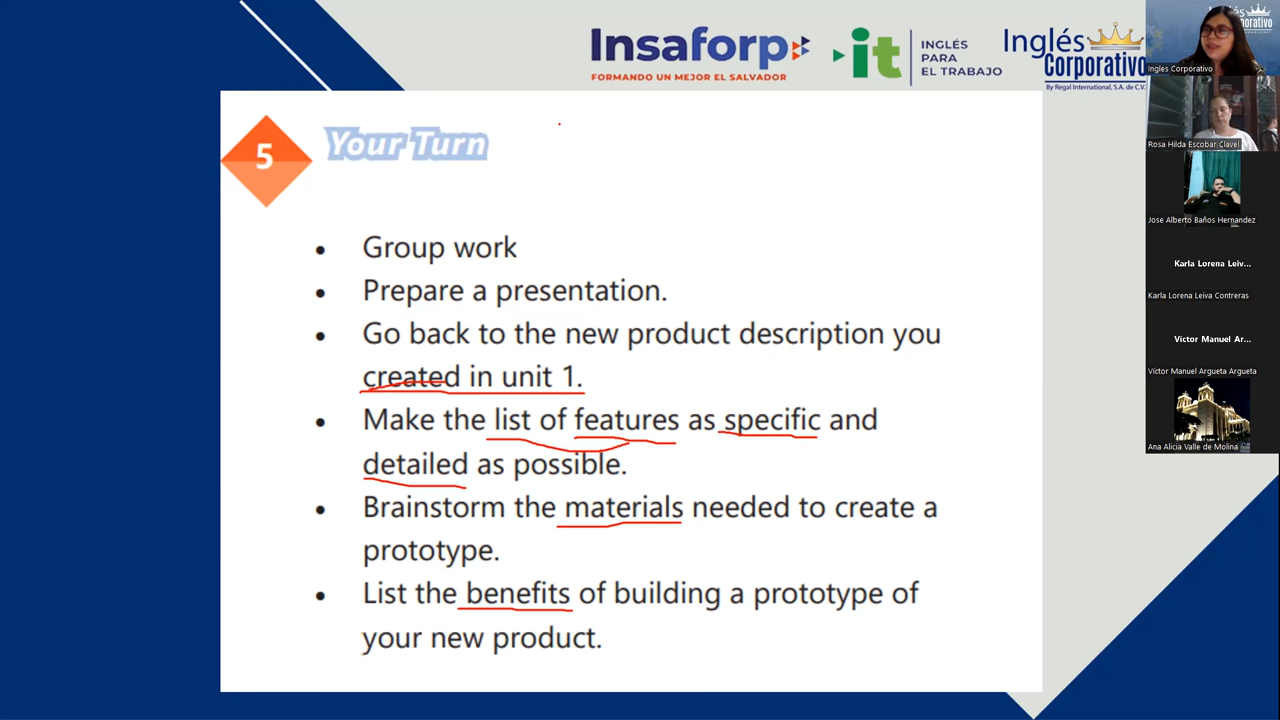 Insaforp
FORMANDO UN MEJOR EL SALVADOR
it
INGLÉS
PARA
EL TRABAJO
Inglés
Corporativo
By Regal International, S.A. de C.V.
5
Your Turn
• Group work
• Prepare a presentation.
• Go back to the new product description you
created in unit 1.
• Make the list of features as specific and
detailed as possible.
• Brainstorm the materials needed to create a
prototype.
• List the benefits of building a prototype of
your new product.
Ingles Corporativo
Rosa Hilda Escobar Clavel
Jose Alberto Baños Hernandez
Karla Lorena Leiv...
Karla Lorena Leiva Contreras
Víctor Manuel Ar...
Víctor Manuel Argueta Argueta
Ana Alicia Valle de Molina